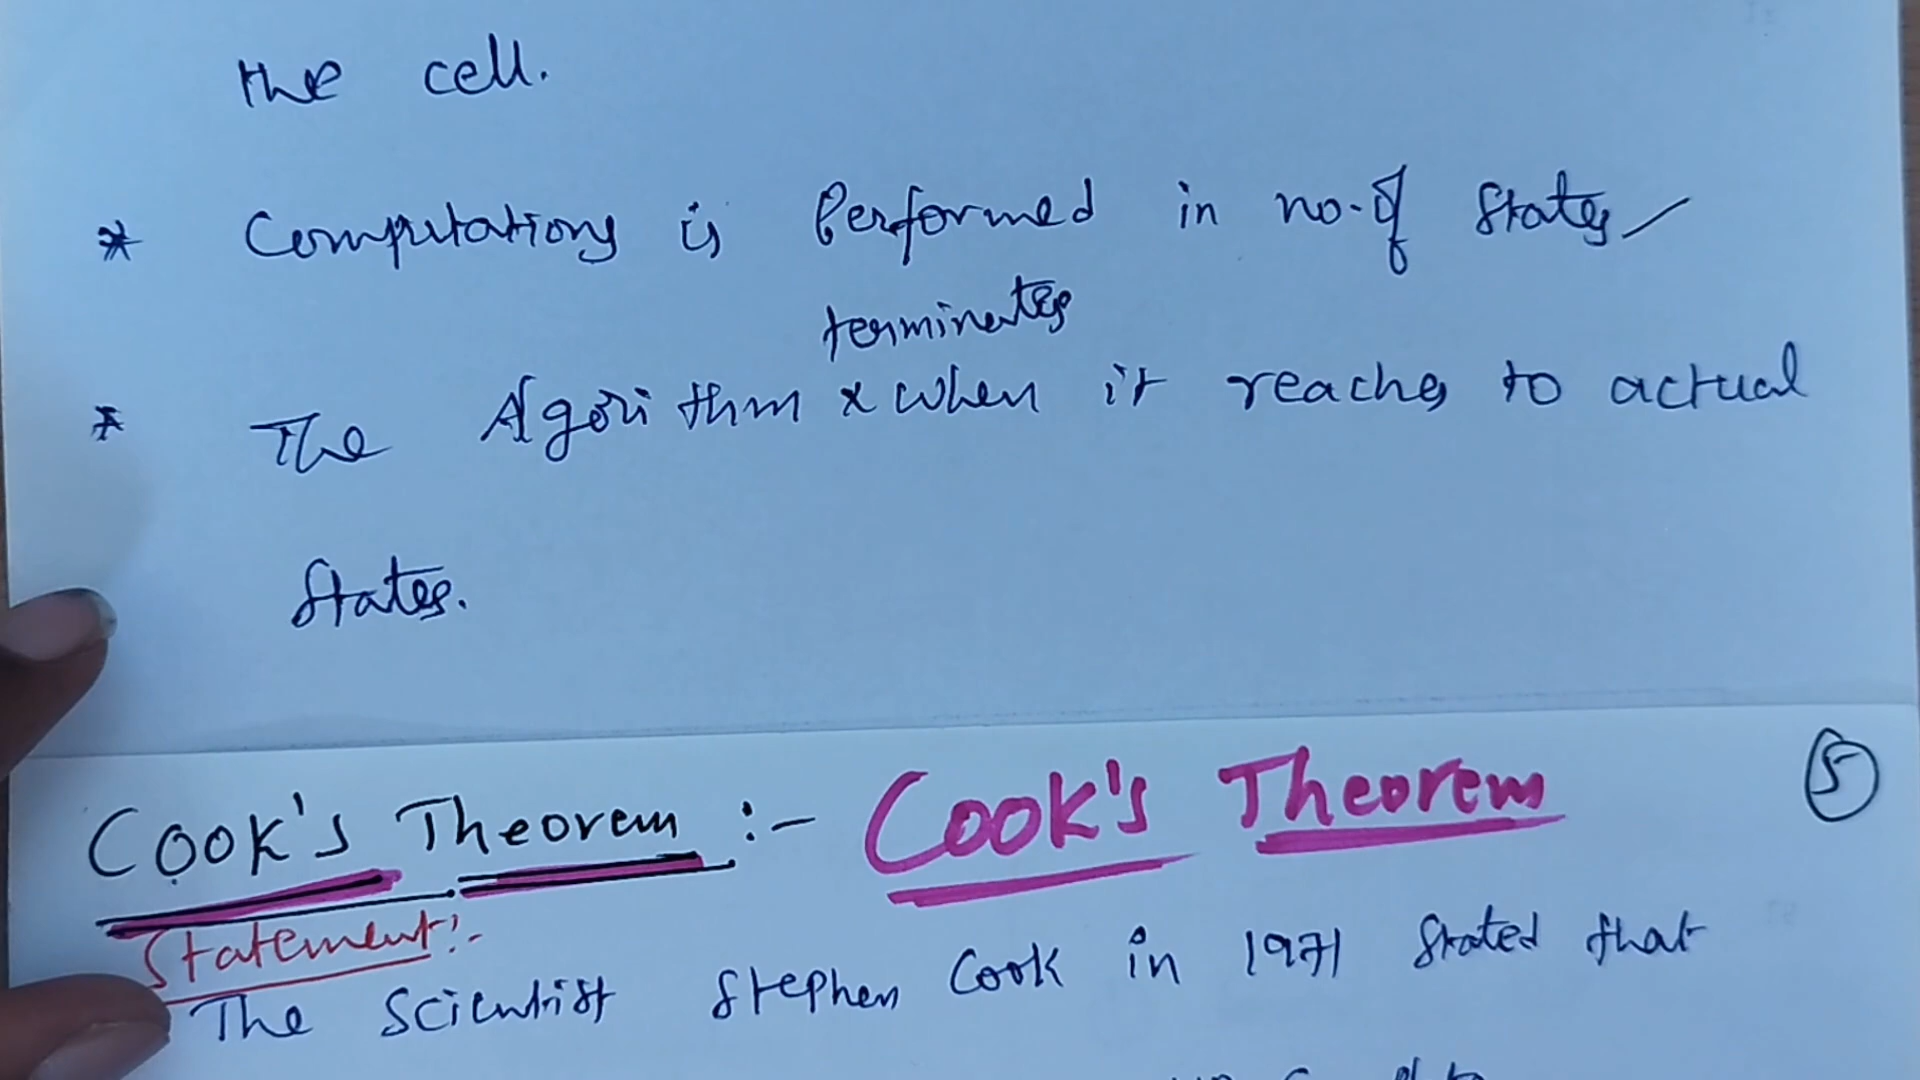 the cell.
* Computations is Performed in no.of States
terminates
* The Algorithm x when it reaches to actual
States.
Cook's Theorem :- Cook's Theorem 5
Statement:-
The Scientist Stephen Cook in 1971 Stated that